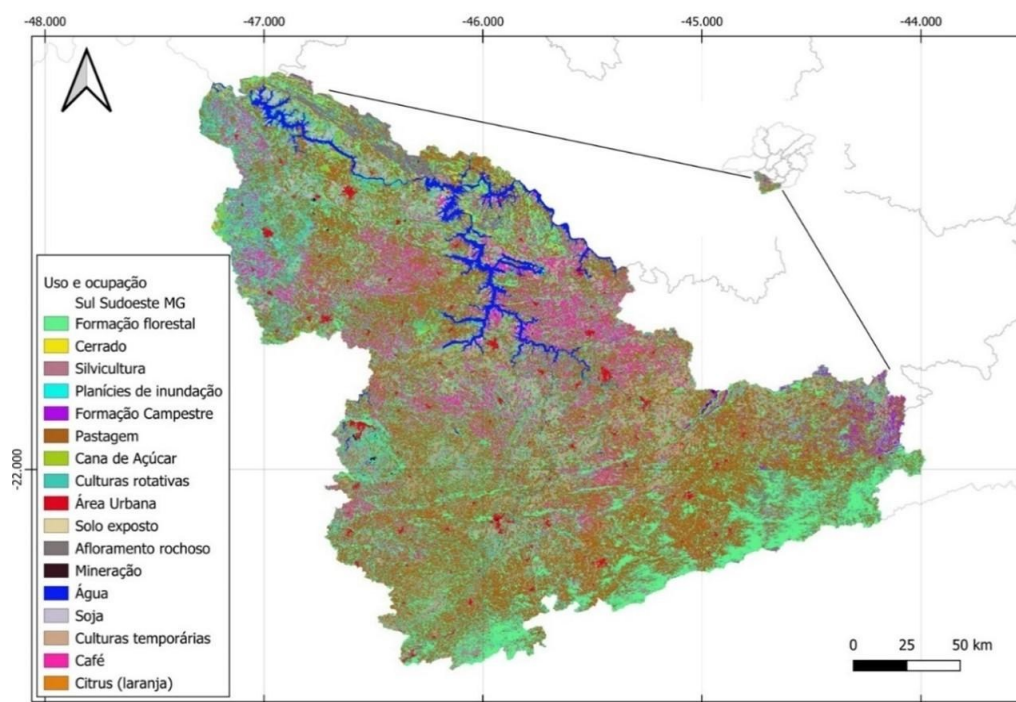 -48.000 -47.000 -46.000 -45.000 -44.000
-22.000
Uso e ocupação
Sul Sudoeste MG
Formação florestal
Cerrado
Silvicultura
Planícies de inundação
Formação Campestre
Pastagem
Cana de Açúcar
Culturas rotativas
Área Urbana
Solo exposto
Afloramento rochoso
Mineração
Água
Soja
Culturas temporárias
Café
Citrus (laranja)
0 25 50 km